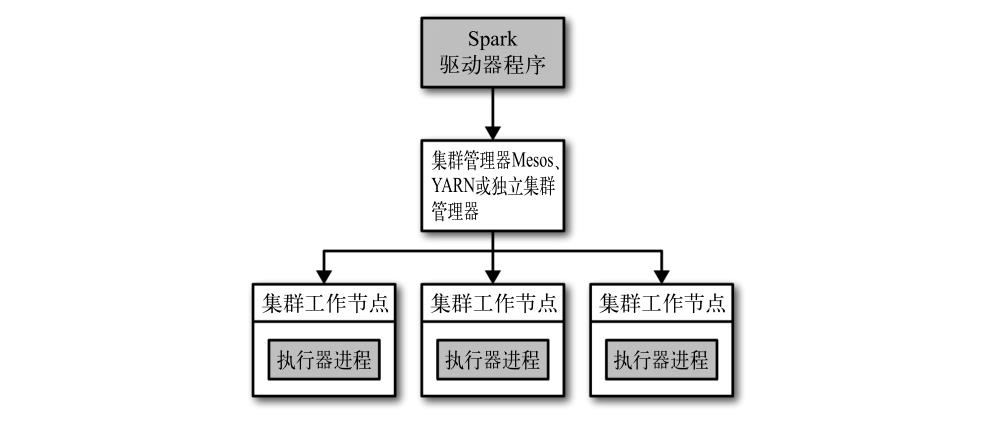 Spark
驱动器程序
集群管理器Mesos、
YARN或独立集群
管理器
集群工作节点
集群工作节点
集群工作节点
执行器进程
执行器进程
执行器进程